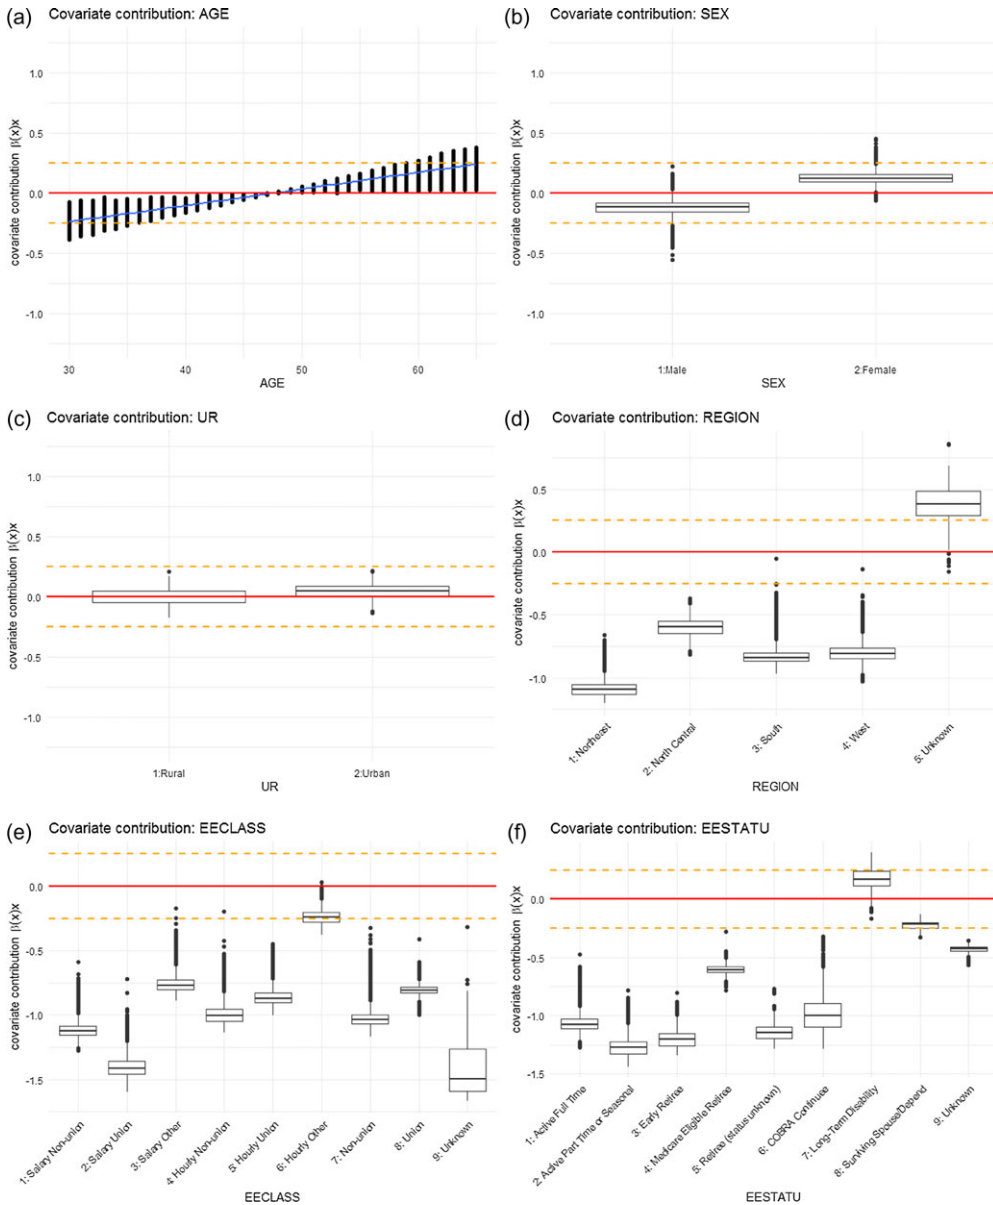 (a) Covariate contribution: AGE
covariate contribution β(x)x
1.0
0.5
0.0
-0.5
-1.0
30 40 50 60
AGE
(b) Covariate contribution: SEX
covariate contribution β(x)x
1.0
0.5
0.0
-0.5
-1.0
1:Male 2:Female
SEX
(c) Covariate contribution: UR
covariate contribution β(x)x
1.0
0.5
0.0
-0.5
-1.0
1:Rural 2:Urban
UR
(d) Covariate contribution: REGION
covariate contribution β(x)x
0.5
0.0
-0.5
-1.0
1: Northeast
2: North Central
3: South
4: West
5: Unknown
REGION
(e) Covariate contribution: EECLASS
covariate contribution β(x)x
0.0
-0.5
-1.0
-1.5
1: Salary Non-union
2: Salary Union
3: Salary Other
4 Hourly Non-union
5 Hourly Union
6: Hourly Other
7: Non-union
8: Union
9: Unknown
EECLASS
(f) Covariate contribution: EESTATU
covariate contribution β(x)x
0.0
-0.5
-1.0
-1.5
1: Active Full Time
2: Active Part Time or Seasonal
3: Early Retiree
4: Medicare Eligible Retiree
5: Retiree (status unknown)
6: COBRA Continuee
7: Long-Term Disability
8: Surviving Spouse/Depend
9: Unknown
EESTATU